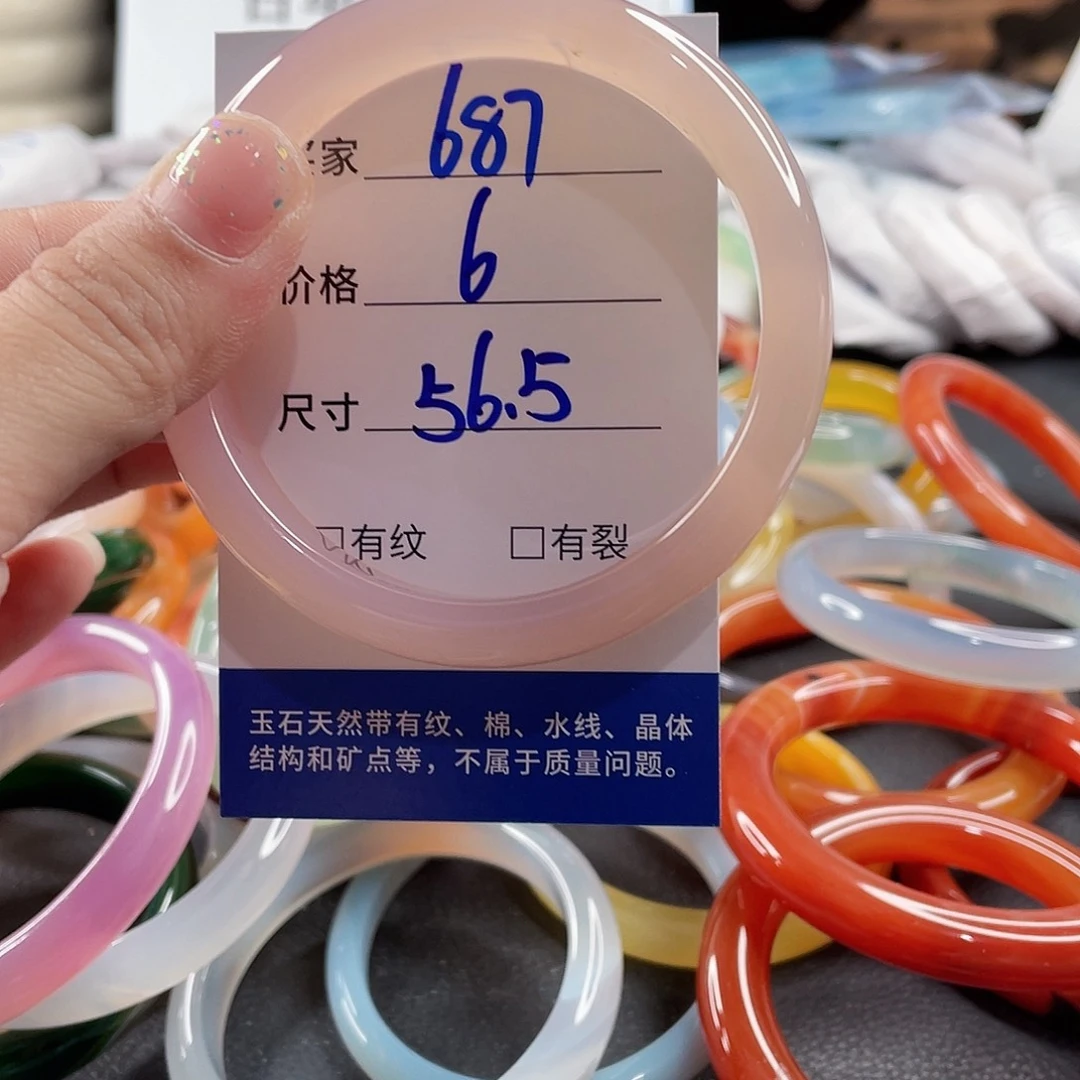 买家 687
价格 6
尺寸 56.5
□有纹 □有裂
玉石天然带有纹、棉、水线、晶体
结构和矿点等，不属于质量问题。